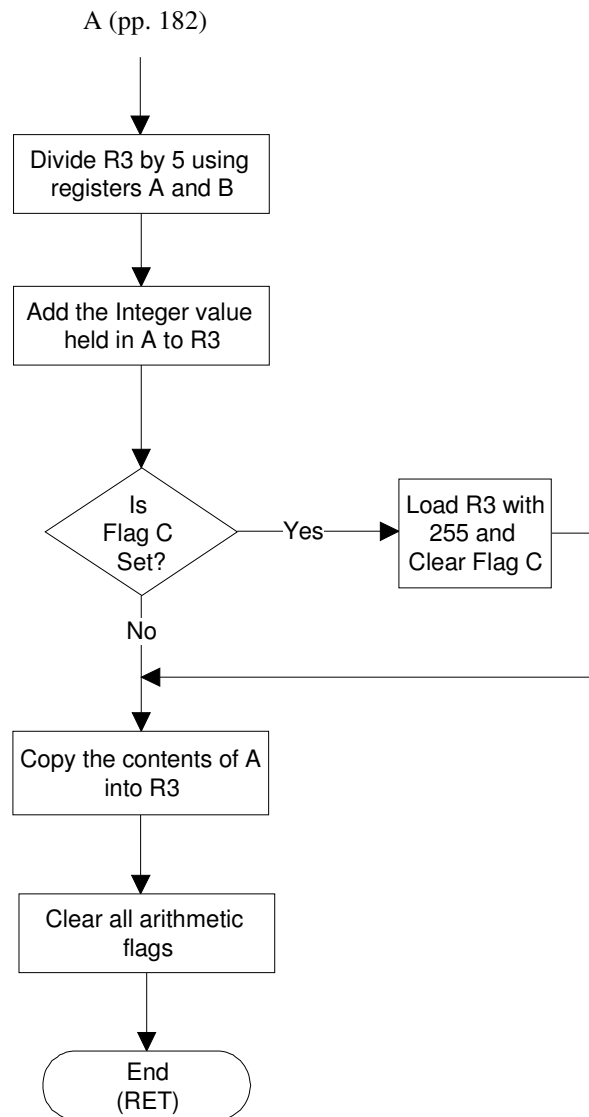 A (pp. 182)
Divide R3 by 5 using
registers A and B
Add the Integer value
held in A to R3
Is
Flag C
Set?
Yes
Load R3 with
255 and
Clear Flag C
No
Copy the contents of A
into R3
Clear all arithmetic
flags
End
(RET)